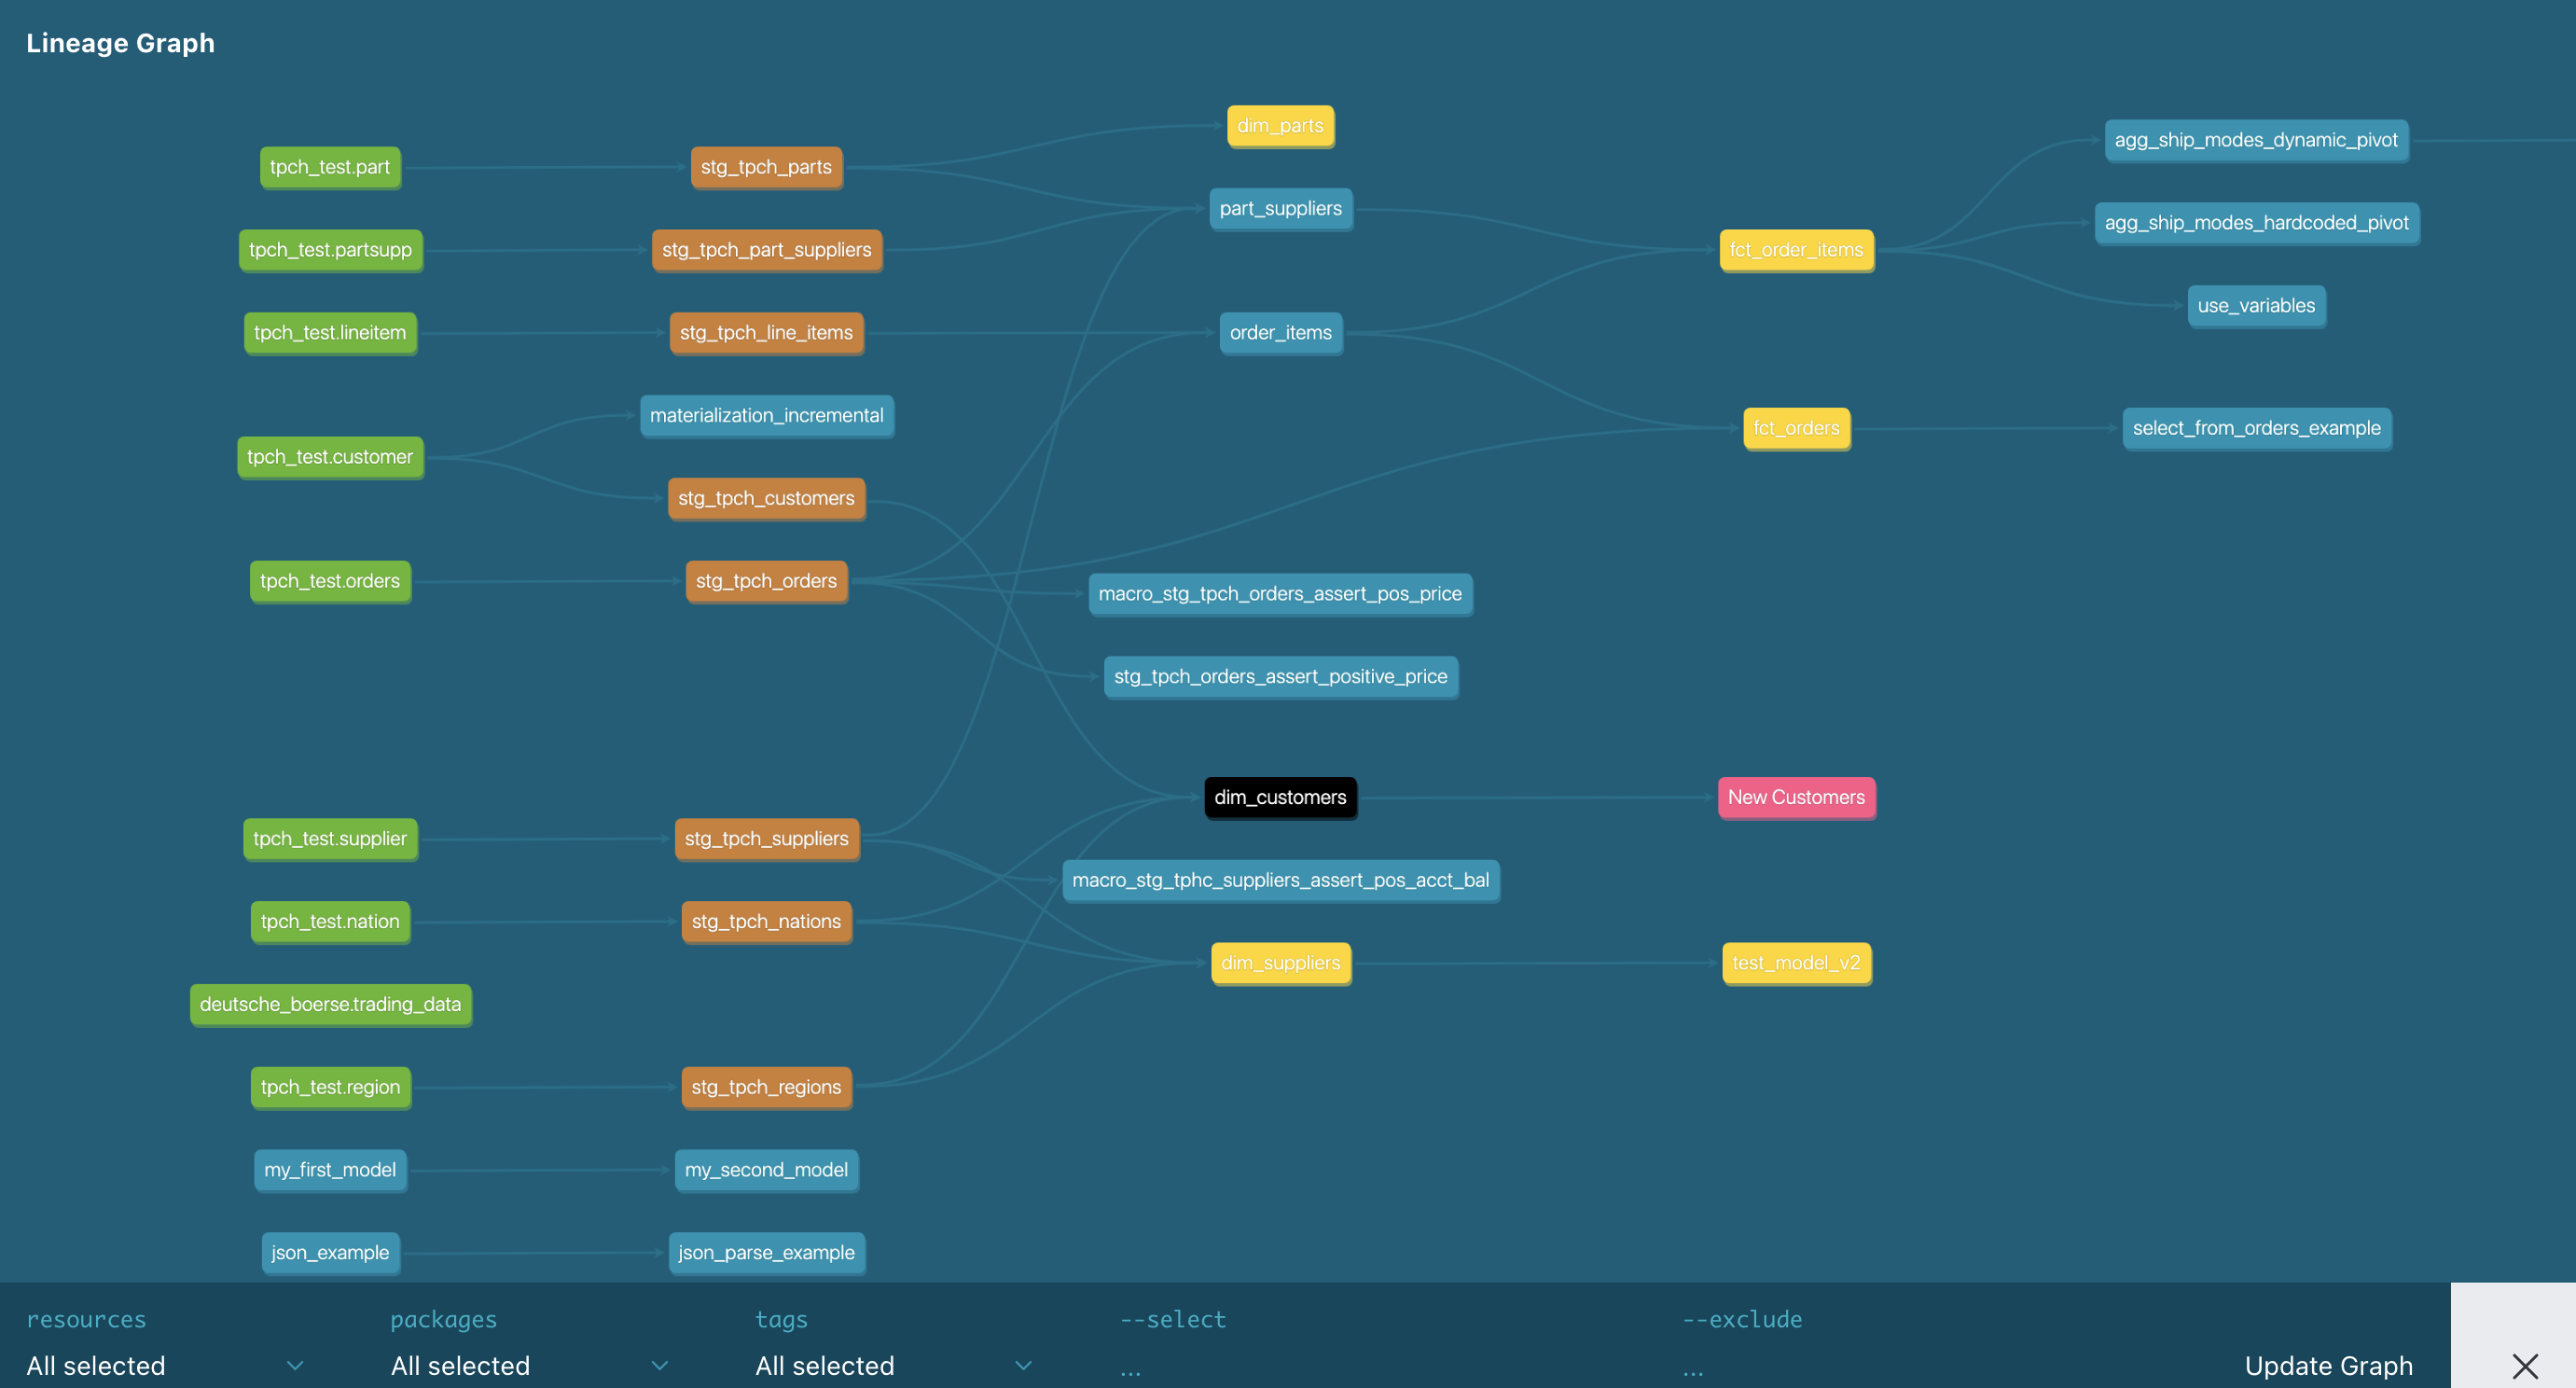 Lineage Graph
dim_parts
agg_ship_modes_dynamic_pivot
tpch_test.part
stg_tpch_parts
part_suppliers
agg_ship_modes_hardcoded_pivot
tpch_test.partsupp
stg_tpch_part_suppliers
fct_order_items
use_variables
tpch_test.lineitem
stg_tpch_line_items
order_items
materialization_incremental
fct_orders
select_from_orders_example
tpch_test.customer
stg_tpch_customers
tpch_test.orders
stg_tpch_orders
macro_stg_tpch_orders_assert_pos_price
stg_tpch_orders_assert_positive_price
dim_customers
New Customers
tpch_test.supplier
stg_tpch_suppliers
macro_stg_tphc_suppliers_assert_pos_acct_bal
tpch_test.nation
stg_tpch_nations
dim_suppliers
test_model_v2
deutsche_boerse.trading_data
tpch_test.region
stg_tpch_regions
my_first_model
my_second_model
json_example
json_parse_example
resources
packages
tags
--select
--exclude
All selected
All selected
All selected
...
...
Update Graph